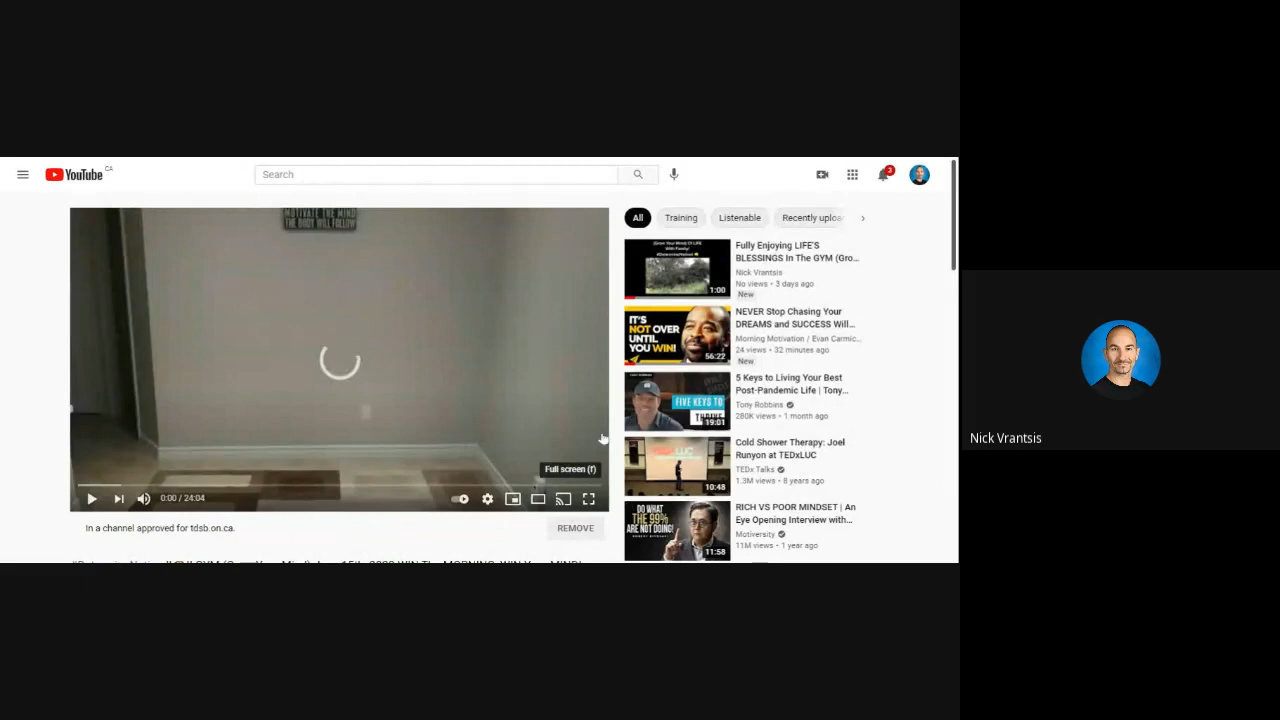 YouTube CA
Search
3
MOTIVATE THE MIND
THE BODY WILL FOLLOW
Full screen (f)
0:00 / 24:04
In a channel approved for tdsb.on.ca.
REMOVE
All
Training
Listenable
Recently uploa
1:00
Fully Enjoying LIFE'S
BLESSINGS In The GYM (Gro...
Nick Vrantsis
No views • 3 days ago
New
IT'S
NOT OVER
UNTIL
YOU WIN!
56:22
NEVER Stop Chasing Your
DREAMS and SUCCESS Will...
Morning Motivation / Evan Carmic...
24 views • 32 minutes ago
New
FIVE KEYS TO
THRIVE
19:01
5 Keys to Living Your Best
Post-Pandemic Life | Tony...
Tony Robbins
280K views • 1 month ago
10:48
Cold Shower Therapy: Joel
Runyon at TEDxLUC
TEDx Talks
1.3M views • 8 years ago
DO WHAT
THE 99%
ARE NOT DOING!
11:58
RICH VS POOR MINDSET | An
Eye Opening Interview with...
Motiversity
11M views • 1 year ago
Nick Vrantsis